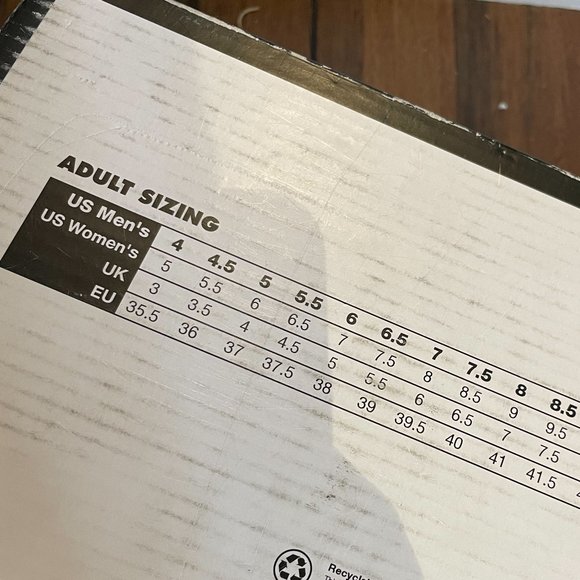 ADULT SIZING
US Men's 4 4.5 5 5.5 6 6.5 7 7.5 8 8.5
US Women's 5 5.5 6 6.5 7 7.5 8 8.5 9 9.5
UK 3 3.5 4 4.5 5 5.5 6 6.5 7 7.5
EU 35.5 36 37 37.5 38 39 39.5 40 41 41.5